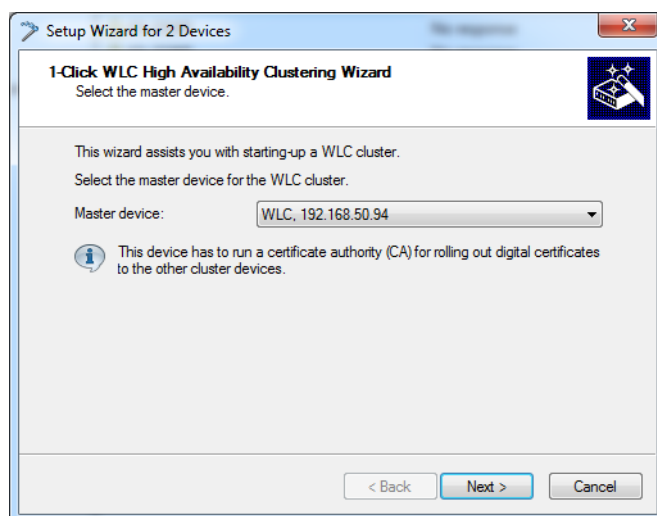 Setup Wizard for 2 Devices
1-Click WLC High Availability Clustering Wizard
Select the master device.
This wizard assists you with starting-up a WLC cluster.
Select the master device for the WLC cluster.
Master device: WLC, 192.168.50.94
This device has to run a certificate authority (CA) for rolling out digital certificates
to the other cluster devices.
< Back Next > Cancel